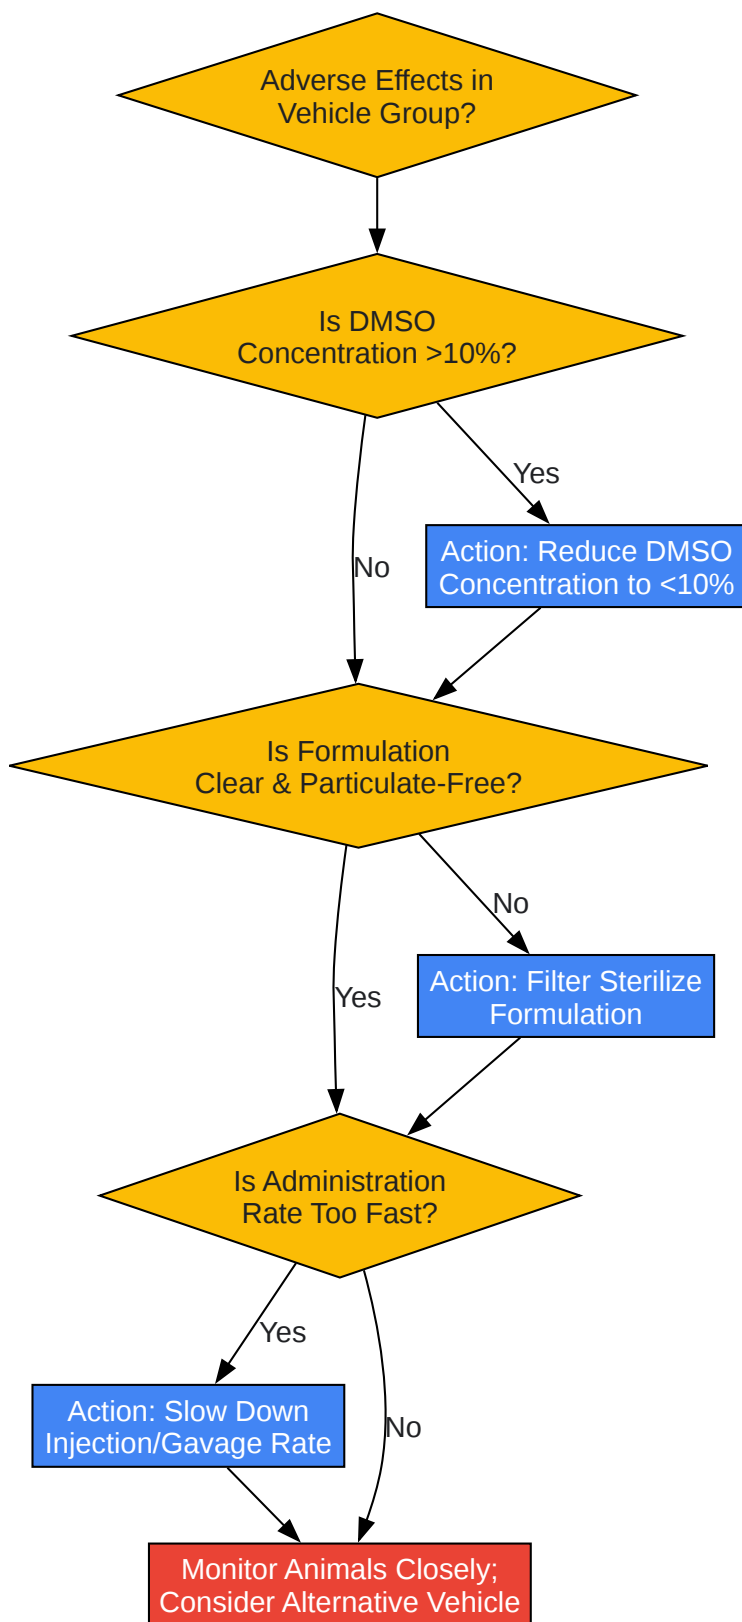 Adverse Effects in
Vehicle Group?
Is DMSO
Concentration >10%?
Yes
Action: Reduce DMSO
Concentration to <10%
No
Is Formulation
Clear & Particulate-Free?
No
Action: Filter Sterilize
Formulation
Yes
Is Administration
Rate Too Fast?
Yes
Action: Slow Down
Injection/Gavage Rate
No
Monitor Animals Closely;
Consider Alternative Vehicle